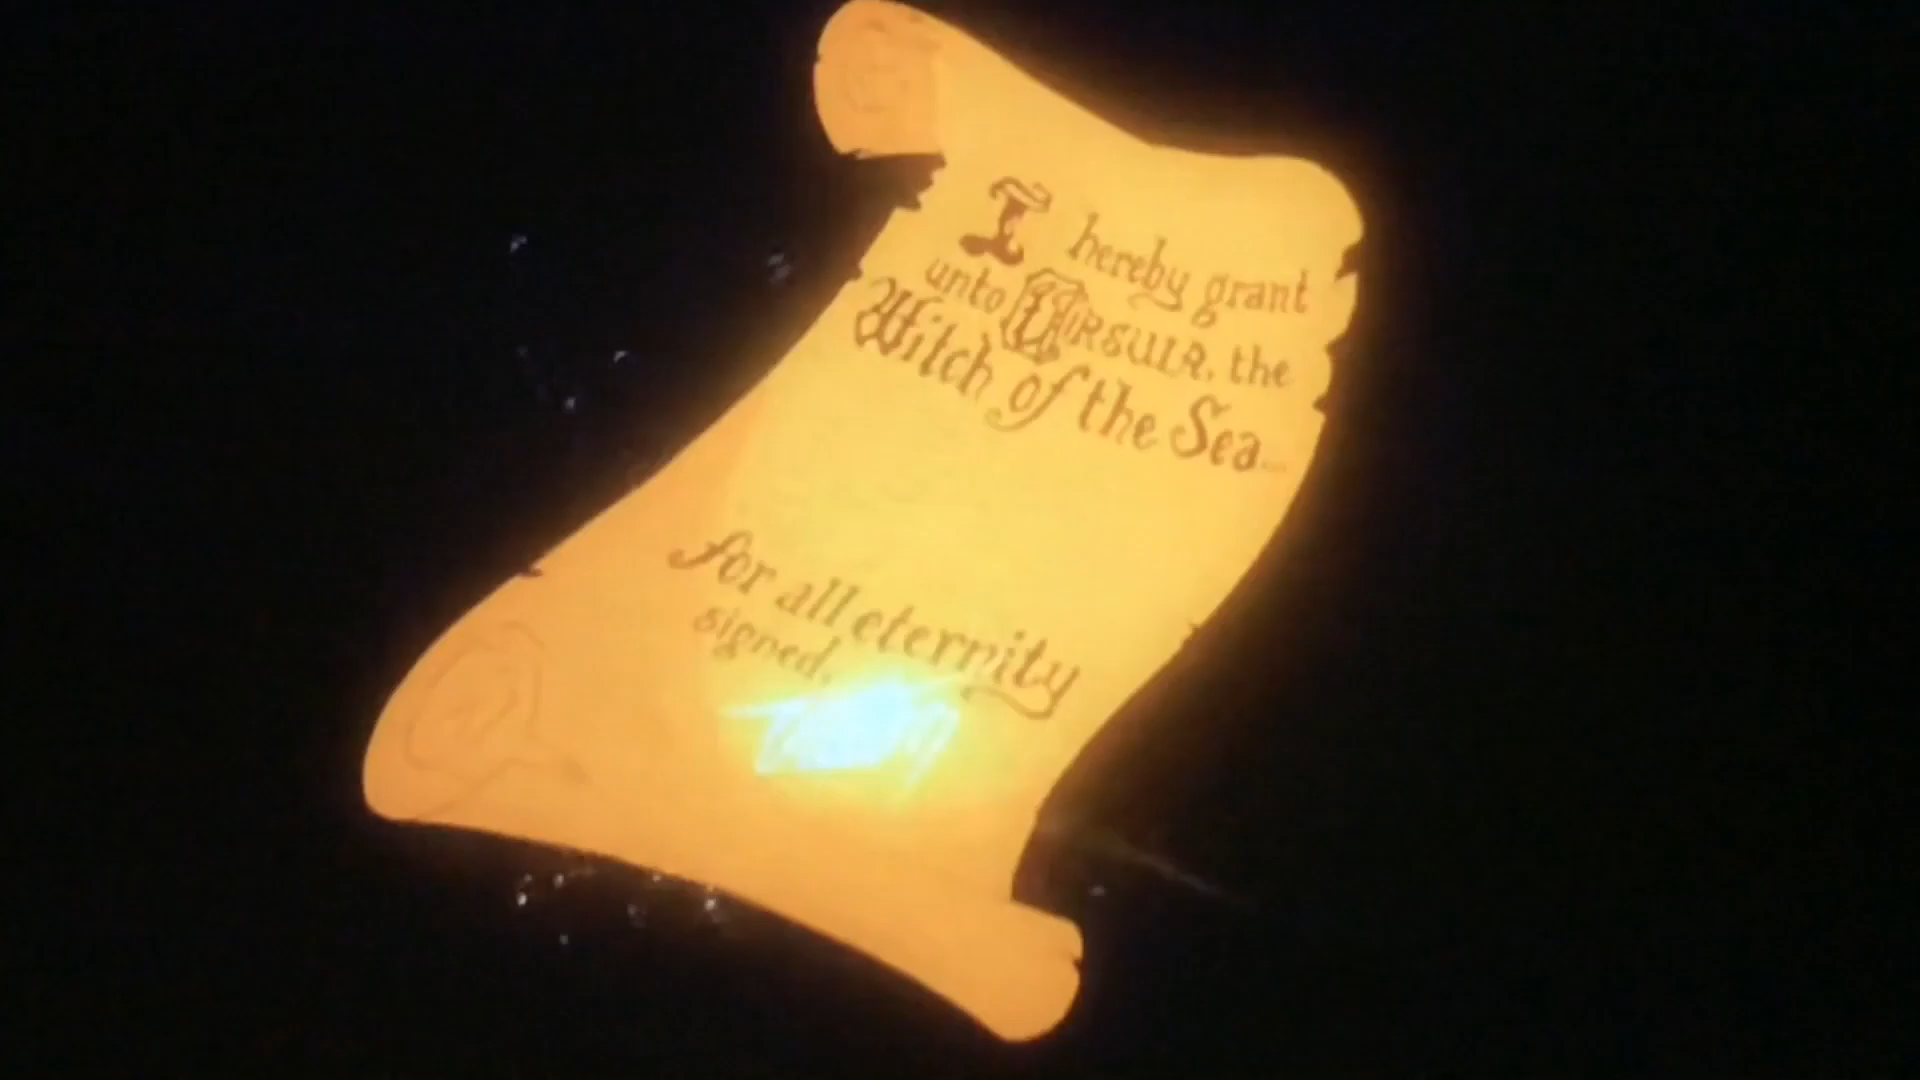 I hereby grant
unto URSULA, the
Witch of the Sea...
for all eternity
signed,